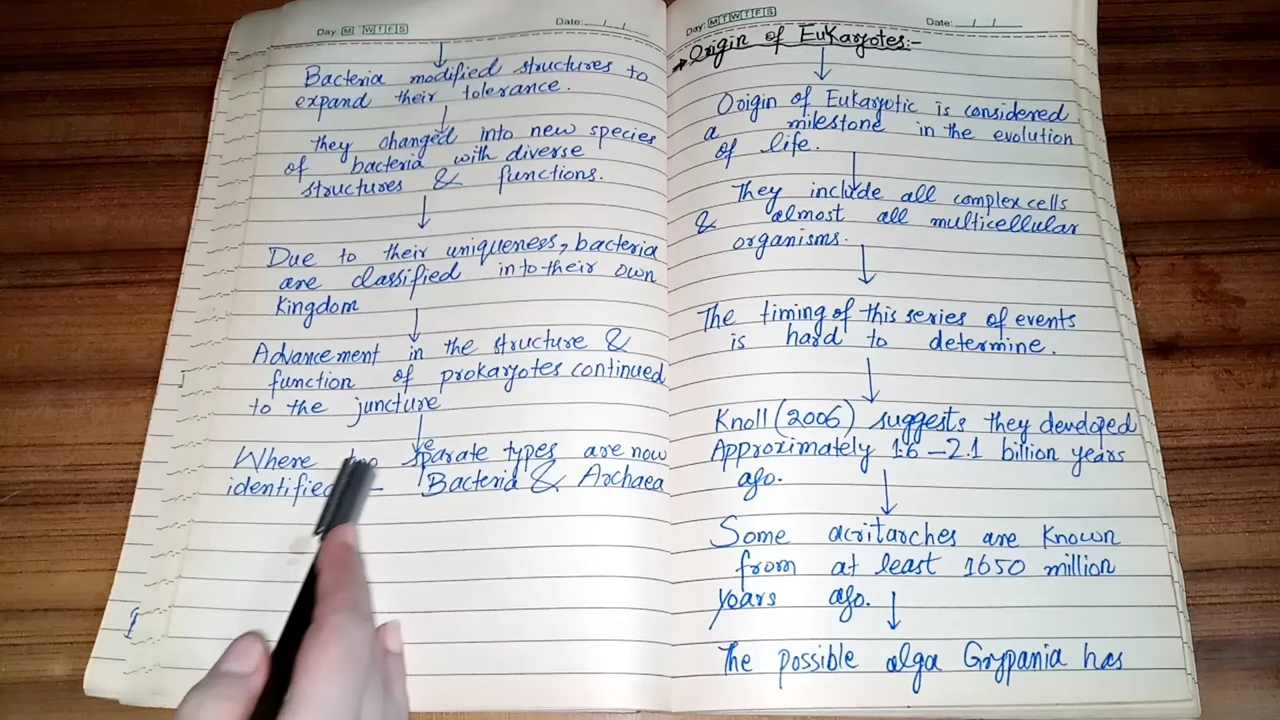 Day M T W T F S
Date: __/__/__
Bacteria modified structures to
expand their tolerance.
they changed into new species
of bacteria with diverse
structures & functions.
Due to their uniqueness, bacteria
are classified into their own
Kingdom
Advancement in the structure &
function of prokaryotes continued
to the juncture
Where two separate types are now
identified - Bacteria & Archaea
Day: M T W T F S
Date: __/__/__
Origin of Eukaryotes:-
Origin of Eukaryotic is considered
a milestone in the evolution
of life.
They include all complex cells
& almost all multicellular
organisms.
The timing of this series of events
is hard to determine.
Knoll (2006) suggests they developed
Approximately 1.6 – 2.1 billion years
ago.
Some acritarches are Known
from at least 1650 million
years ago.
The possible alga Grypania has